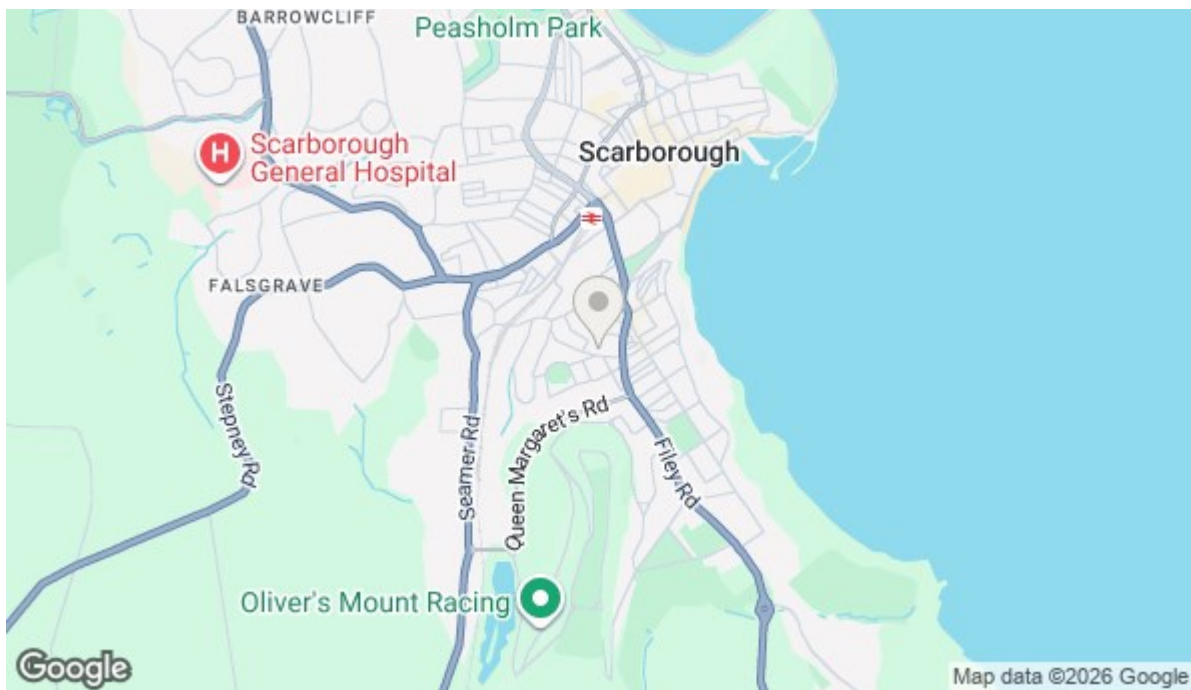 BARROWCLIFF
Peasholm Park
Scarborough
H
Scarborough
General Hospital
FALSGRAVE
Stepney Rd
Seamer Rd
Queen Margaret's Rd
Filey Rd
Oliver's Mount Racing
Google
Map data ©2026 Google